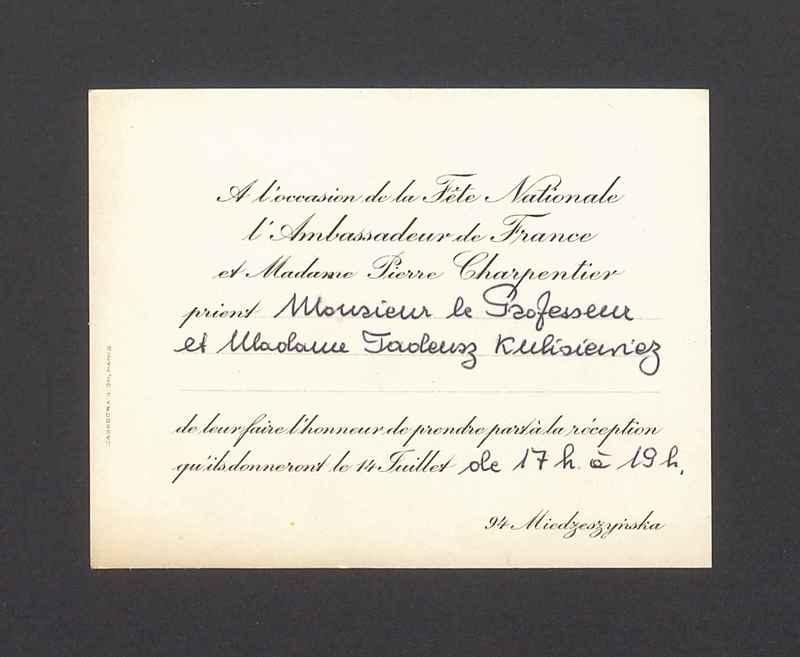 A l'occasion de la Fête Nationale
l'Ambassadeur de France
et Madame Pierre Charpentier
prient Monsieur le Professeur
et Madame Tadeusz Kulisiewicz
de leur faire l'honneur de prendre part à la réception
qu'ils donneront le 14 Juillet de 17 h. à 19 h.
94 Miedzeszyńska